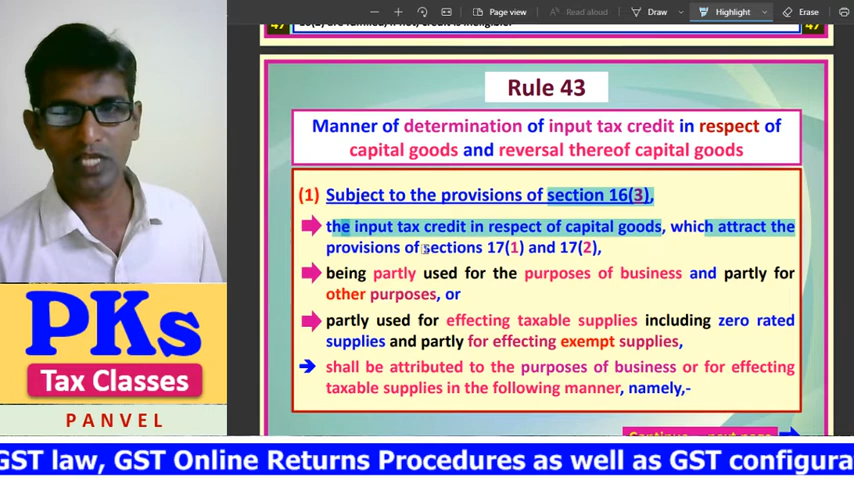 Page view
Read aloud
Draw
Highlight
Erase
47
47
Rule 43
Manner of determination of input tax credit in respect of
capital goods and reversal thereof capital goods
(1) Subject to the provisions of section 16(3),
the input tax credit in respect of capital goods, which attract the
provisions of sections 17(1) and 17(2),
being partly used for the purposes of business and partly for
other purposes, or
partly used for effecting taxable supplies including zero rated
supplies and partly for effecting exempt supplies,
shall be attributed to the purposes of business or for effecting
taxable supplies in the following manner, namely,-
PKs
Tax Classes
PANVEL
GST law, GST Online Returns Procedures as well as GST configura